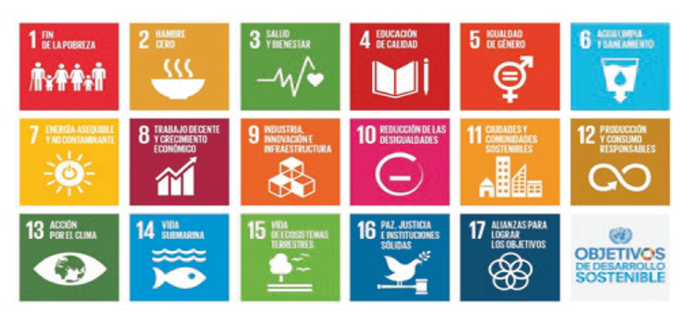 1 FIN
DE LA POBREZA
2 HAMBRE
CERO
3 SALUD
Y BIENESTAR
4 EDUCACIÓN
DE CALIDAD
5 IGUALDAD
DE GÉNERO
6 AGUA LIMPIA
Y SANEAMIENTO
7 ENERGÍA ASEQUIBLE
Y NO CONTAMINANTE
8 TRABAJO DECENTE
Y CRECIMIENTO
ECONÓMICO
9 INDUSTRIA,
INNOVACIÓN E
INFRAESTRUCTURA
10 REDUCCIÓN DE LAS
DESIGUALDADES
11 CIUDADES Y
COMUNIDADES
SOSTENIBLES
12 PRODUCCIÓN
Y CONSUMO
RESPONSABLES
13 ACCIÓN
POR EL CLIMA
14 VIDA
SUBMARINA
15 VIDA
DE ECOSISTEMAS
TERRESTRES
16 PAZ, JUSTICIA
E INSTITUCIONES
SÓLIDAS
17 ALIANZAS PARA
LOGRAR
LOS OBJETIVOS
OBJETIVOS
DE DESARROLLO
SOSTENIBLE